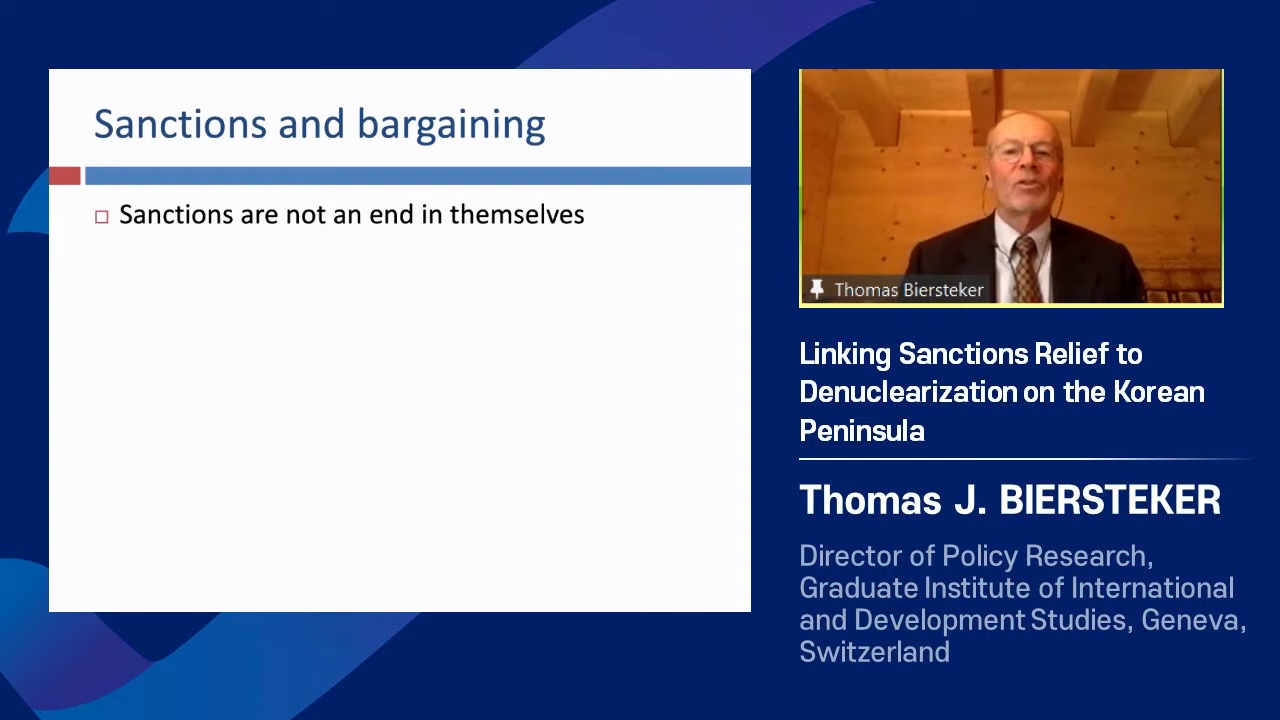 Sanctions and bargaining
Sanctions are not an end in themselves
Thomas Biersteker
Linking Sanctions Relief to
Denuclearization on the Korean
Peninsula
Thomas J. BIERSTEKER
Director of Policy Research,
Graduate Institute of International
and Development Studies, Geneva,
Switzerland